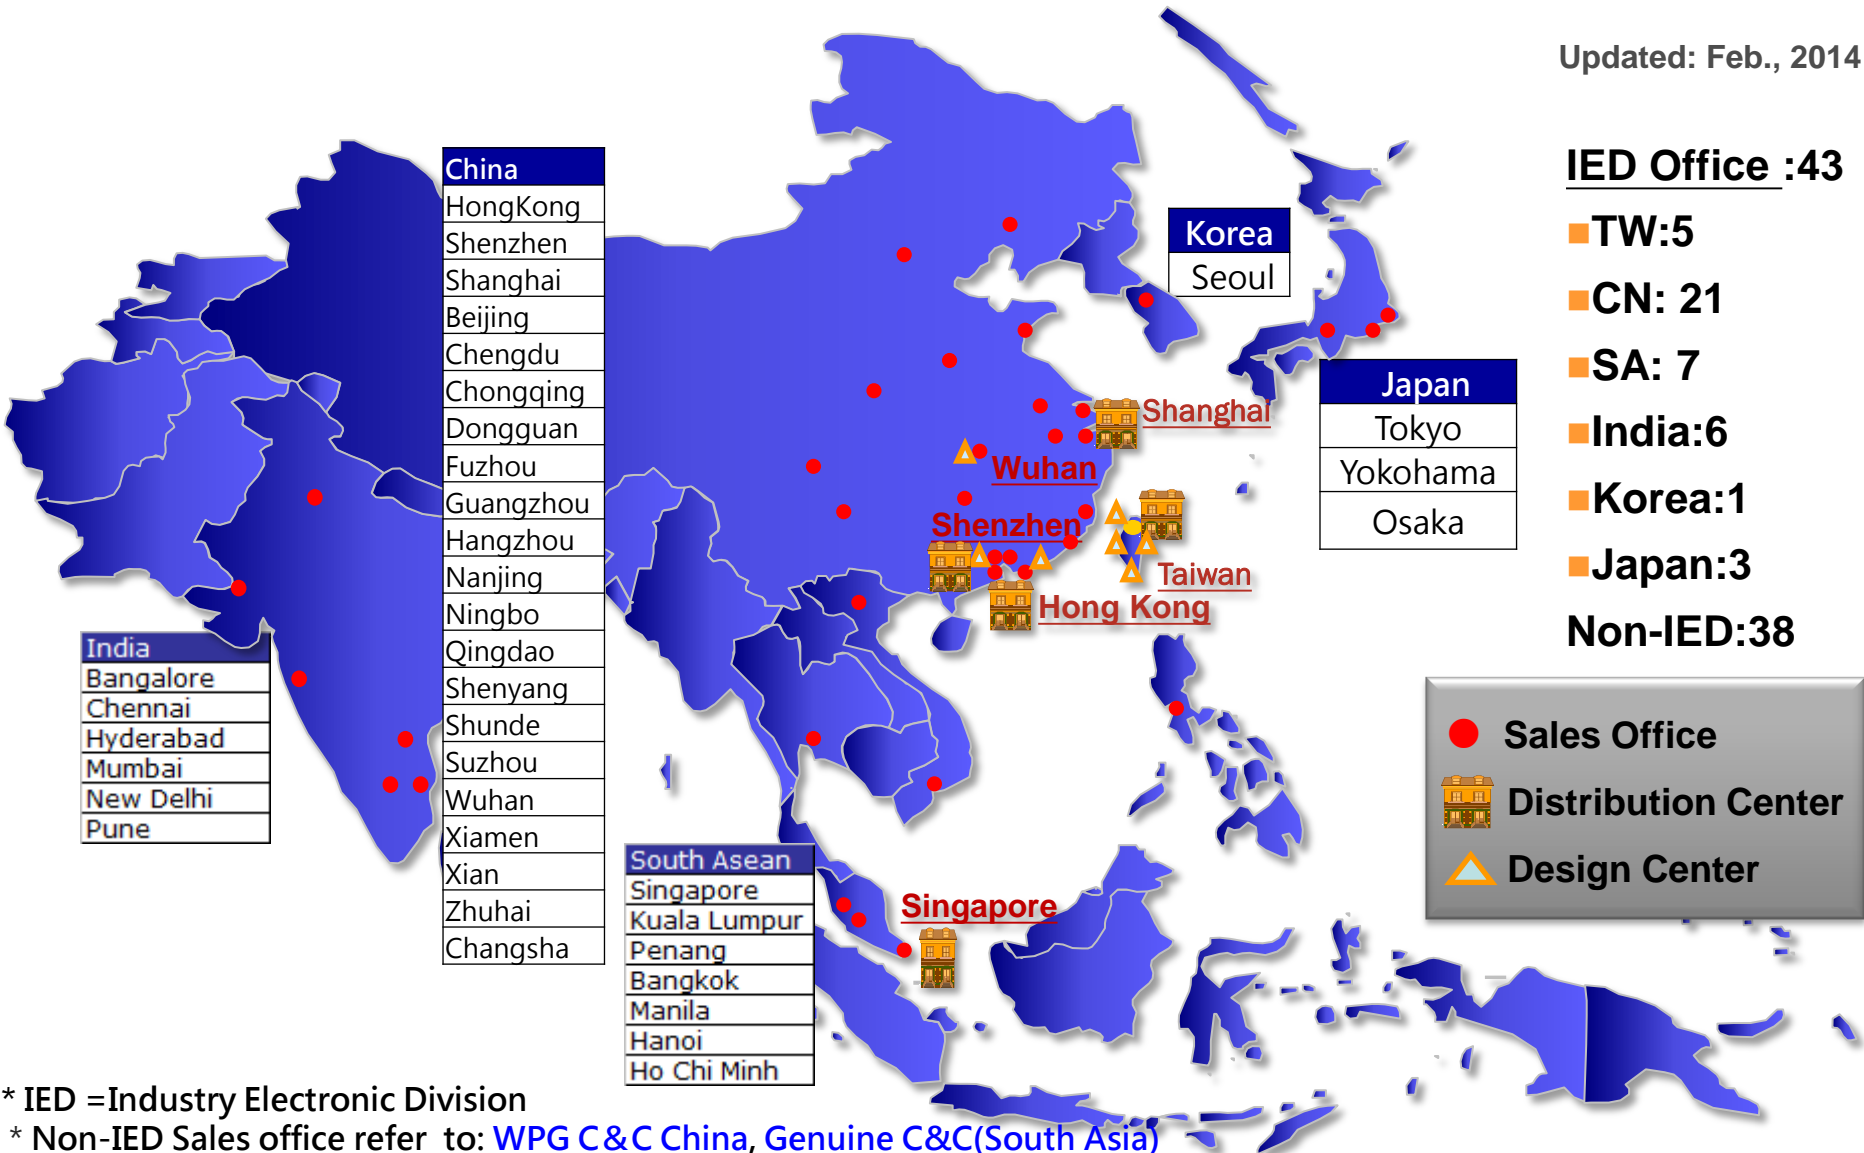 Updated: Feb., 2014
IED Office :43
TW:5
CN: 21
SA: 7
India:6
Korea:1
Japan:3
Non-IED:38
China
HongKong
Shenzhen
Shanghai
Beijing
Chengdu
Chongqing
Dongguan
Fuzhou
Guangzhou
Hangzhou
Nanjing
Ningbo
Qingdao
Shenyang
Shunde
Suzhou
Wuhan
Xiamen
Xian
Zhuhai
Changsha
Korea
Seoul
Japan
Tokyo
Yokohama
Osaka
Shanghai
Wuhan
Shenzhen
Taiwan
Hong Kong
Singapore
India
Bangalore
Chennai
Hyderabad
Mumbai
New Delhi
Pune
South Asean
Singapore
Kuala Lumpur
Penang
Bangkok
Manila
Hanoi
Ho Chi Minh
Sales Office
Distribution Center
Design Center
* IED =Industry Electronic Division
* Non-IED Sales office refer to: WPG C&C China, Genuine C&C(South Asia)